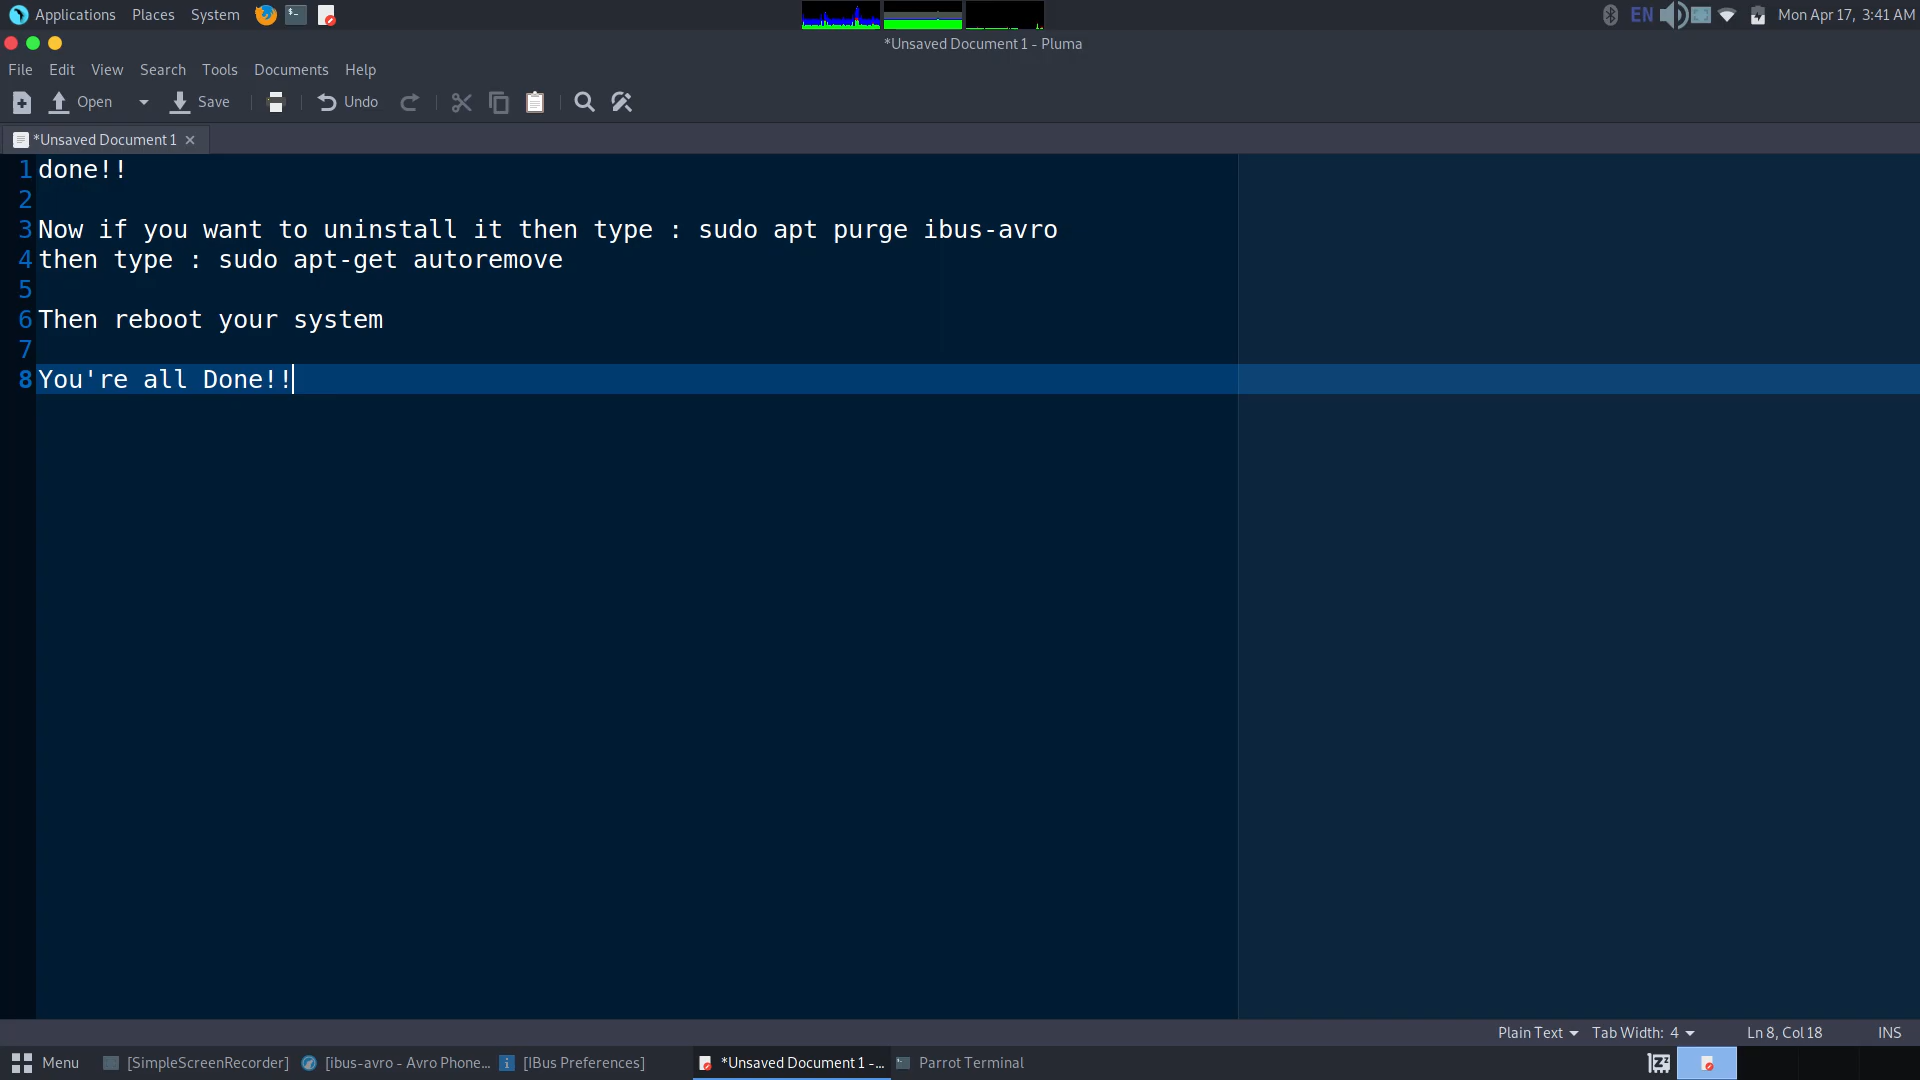 Applications Places System EN Mon Apr 17, 3:41 AM
*Unsaved Document 1 - Pluma
File Edit View Search Tools Documents Help
Open Save Undo
*Unsaved Document 1
1 done!!
2
3 Now if you want to uninstall it then type : sudo apt purge ibus-avro
4 then type : sudo apt-get autoremove
5
6 Then reboot your system
7
8 You're all Done!!
Plain Text Tab Width: 4 Ln 8, Col 18 INS
Menu [SimpleScreenRecorder] [ibus-avro - Avro Phone... [IBus Preferences] *Unsaved Document 1 -... Parrot Terminal